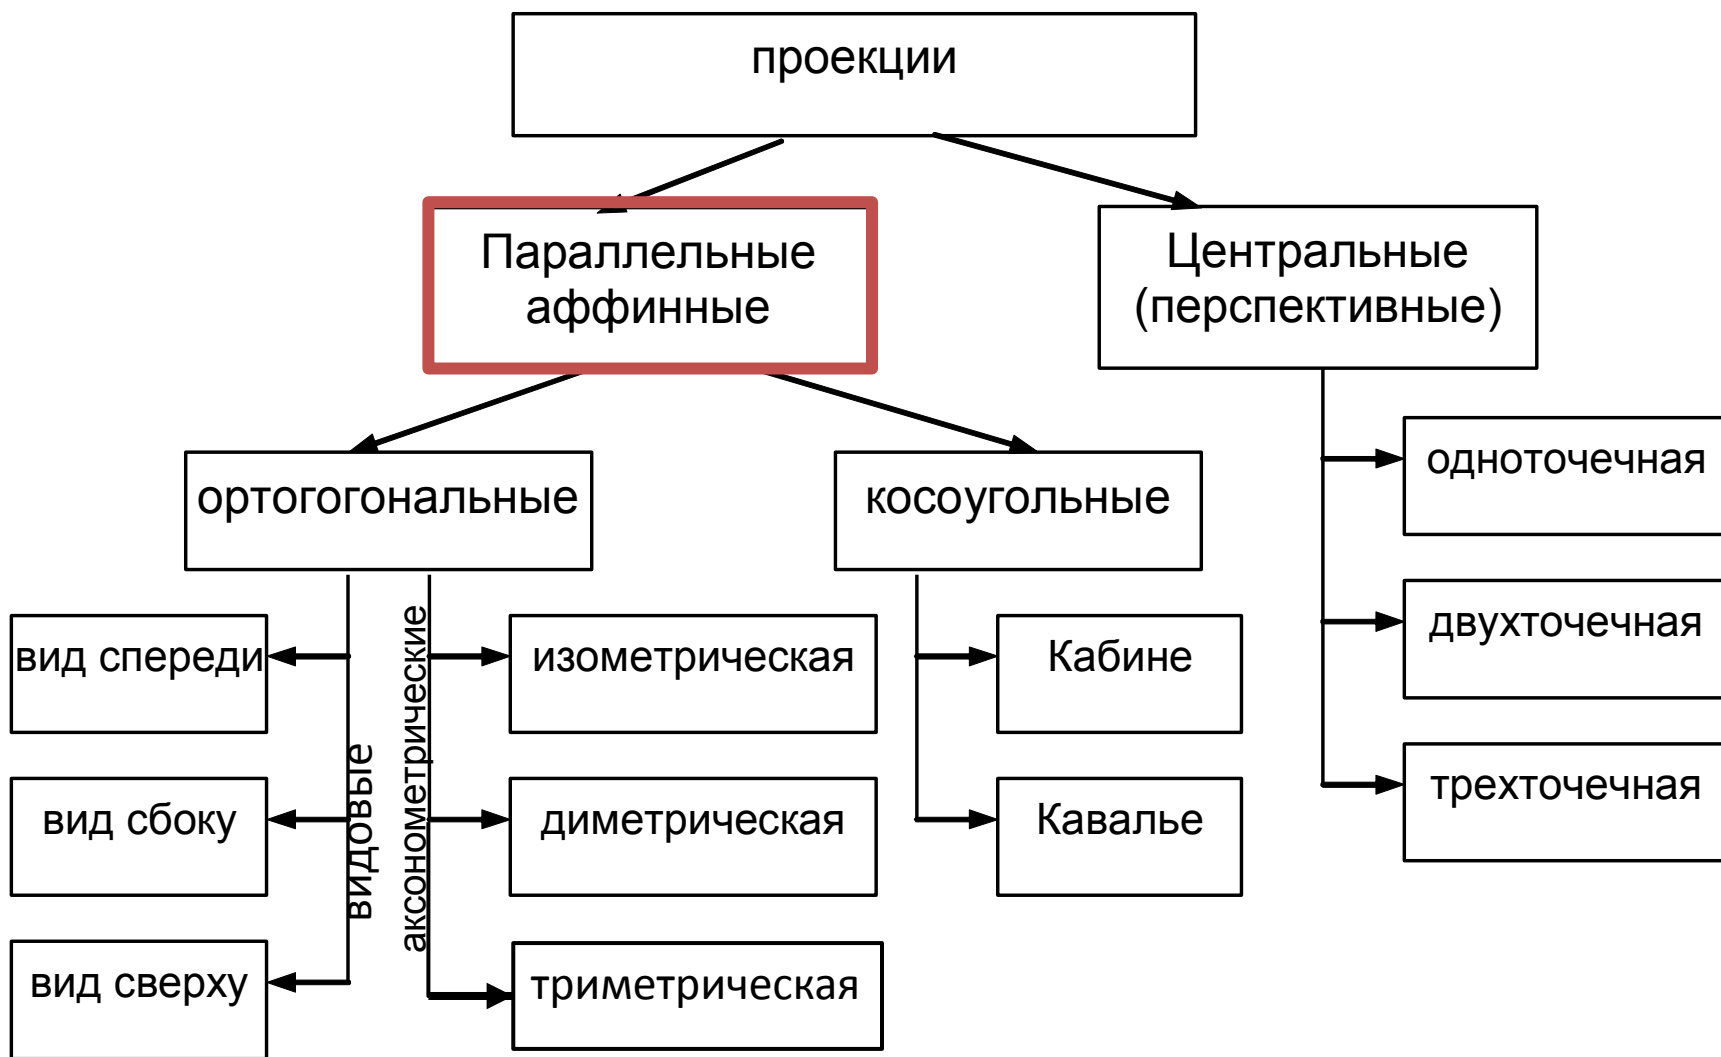 проекции
Параллельные
аффинные
Центральные
(перспективные)
ортогогональные
косоугольные
одноточечная
двухточечная
трехточечная
видовые
вид спереди
вид сбоку
вид сверху
аксонометрические
изометрическая
диметрическая
триметрическая
Кабине
Кавалье